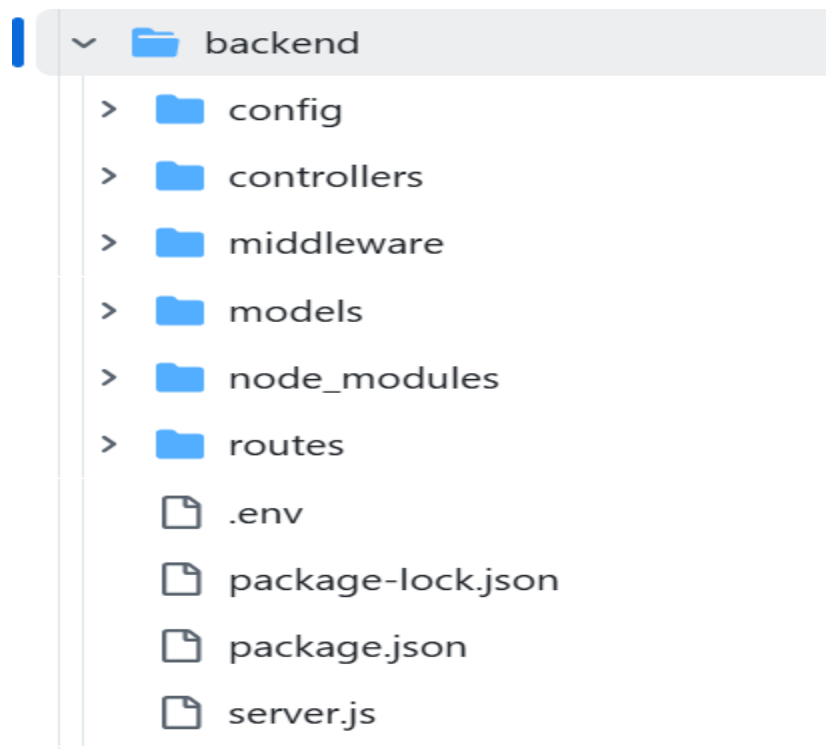 backend
config
controllers
middleware
models
node_modules
routes
.env
package-lock.json
package.json
server.js